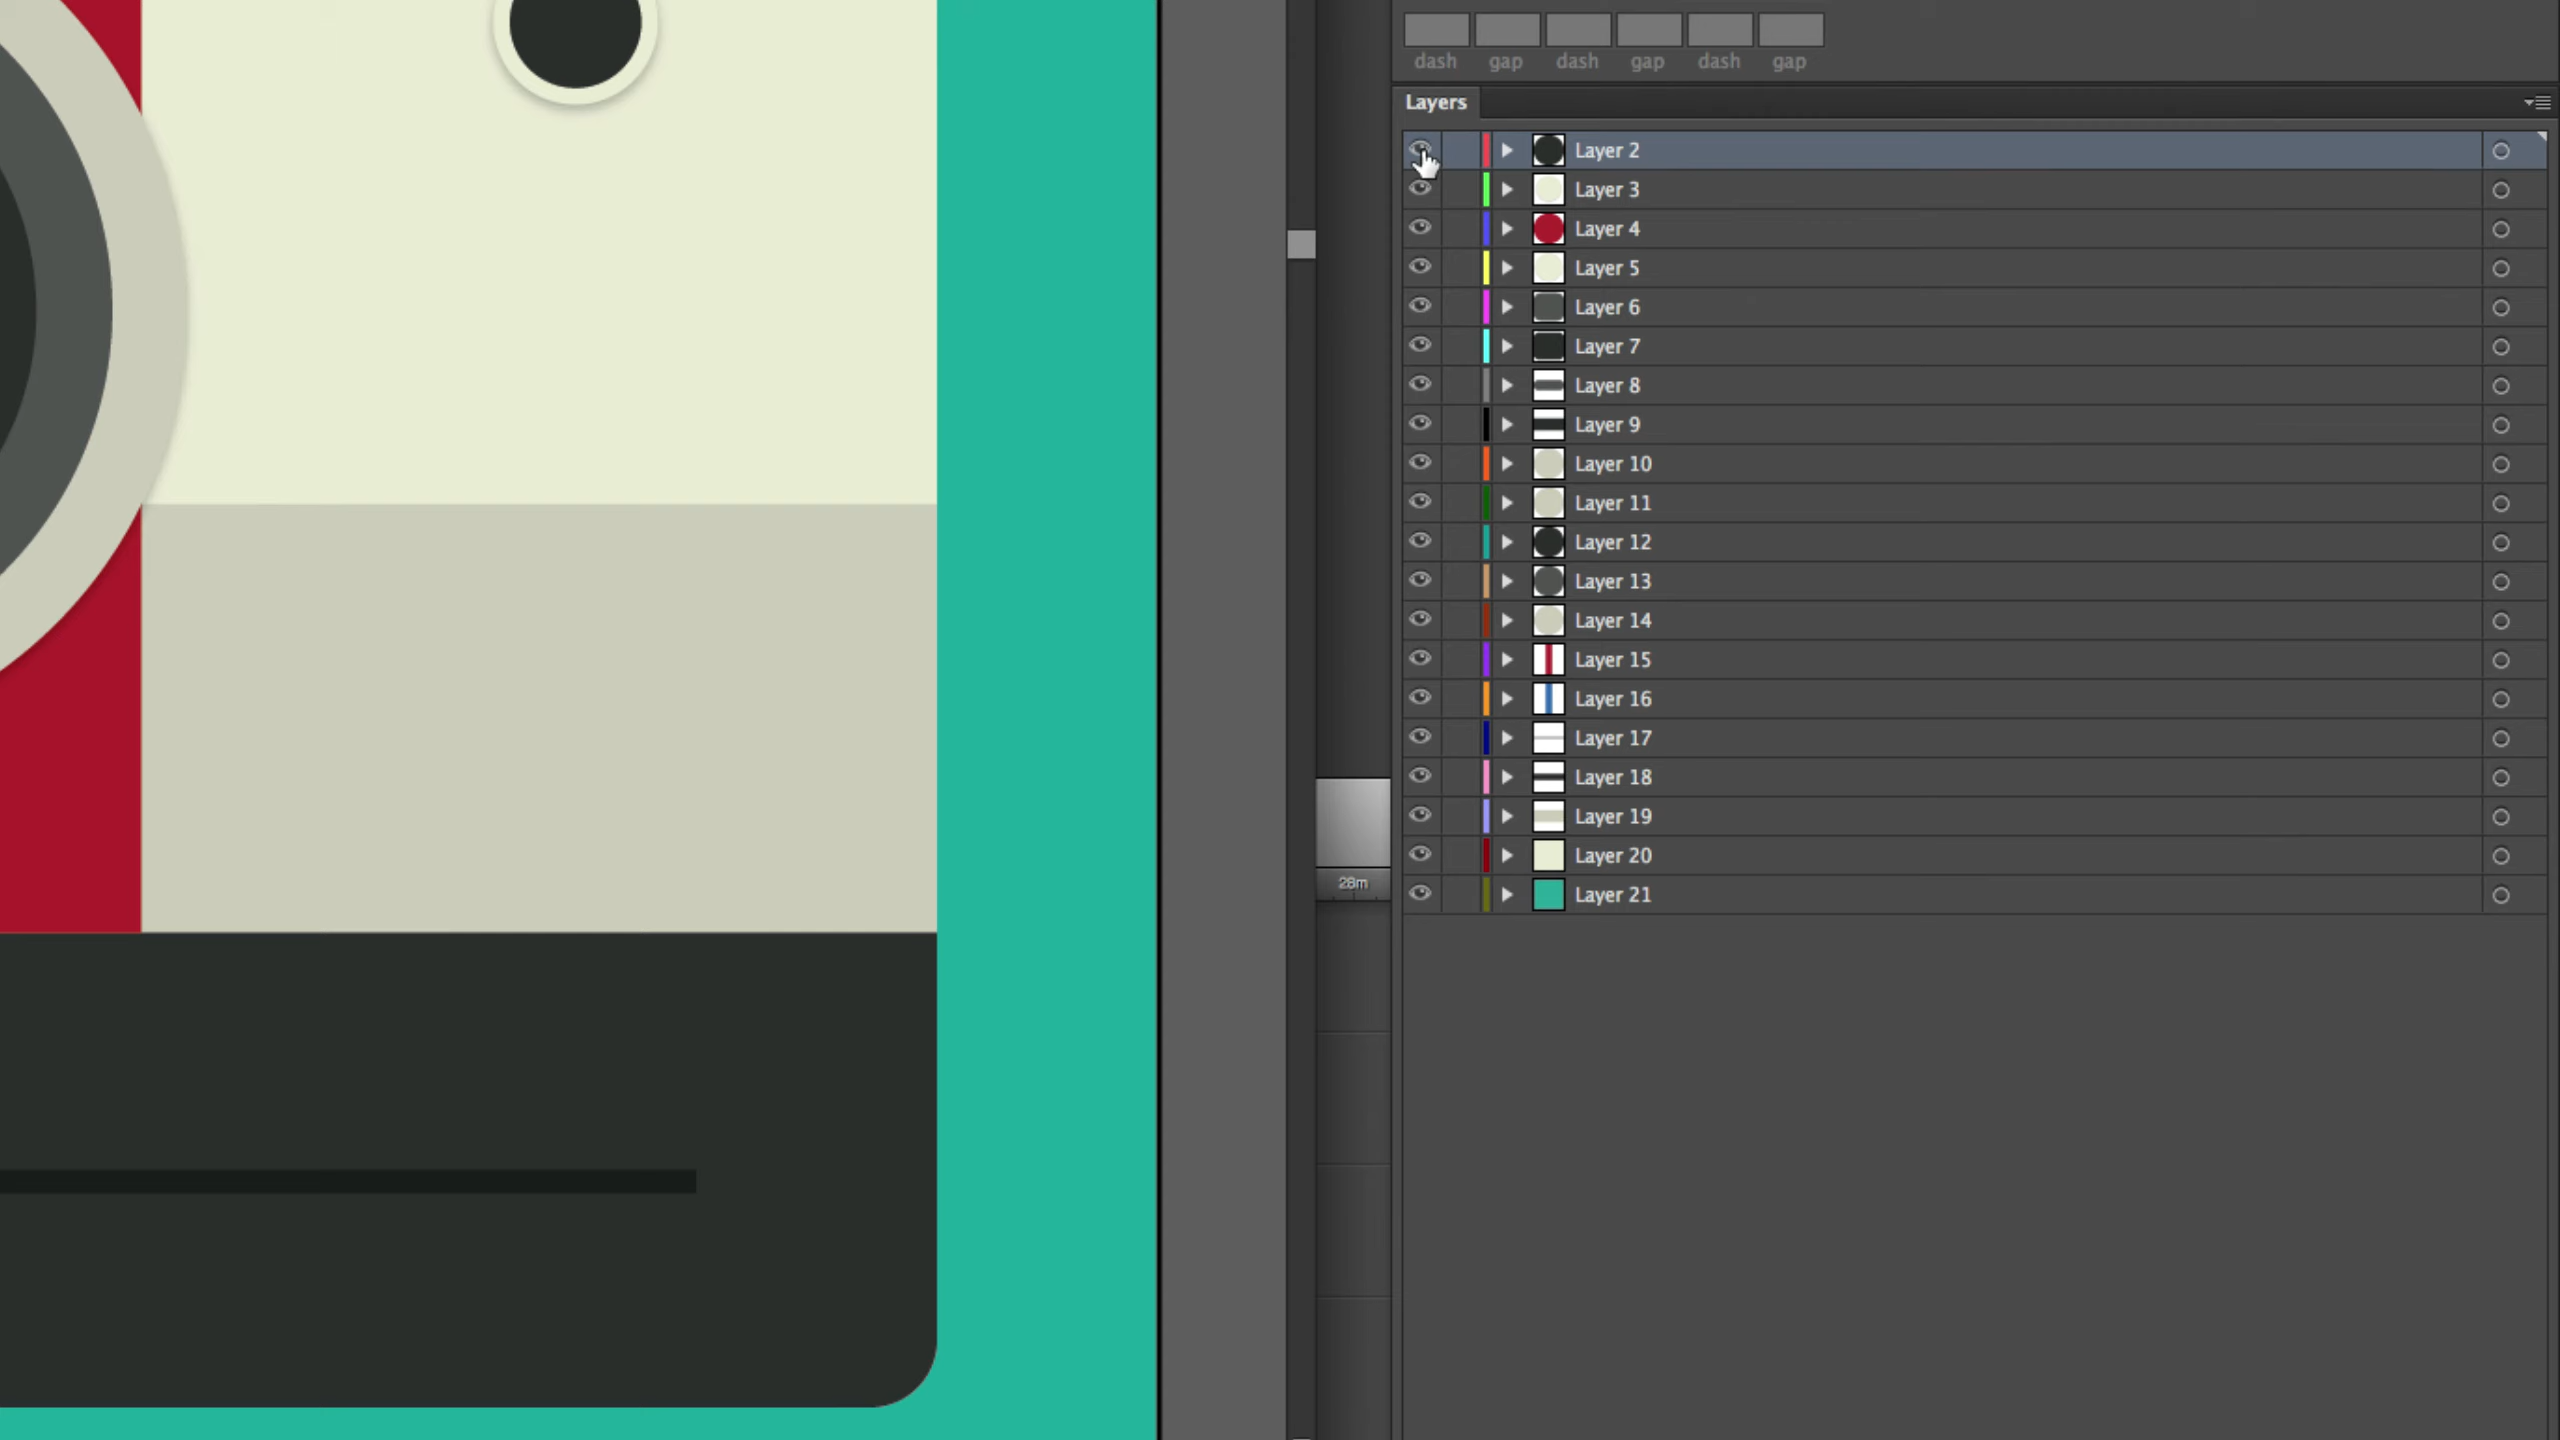 dash gap dash gap dash gap
Layers
Layer 2
Layer 3
Layer 4
Layer 5
Layer 6
Layer 7
Layer 8
Layer 9
Layer 10
Layer 11
Layer 12
Layer 13
Layer 14
Layer 15
Layer 16
Layer 17
Layer 18
Layer 19
Layer 20
28m
Layer 21